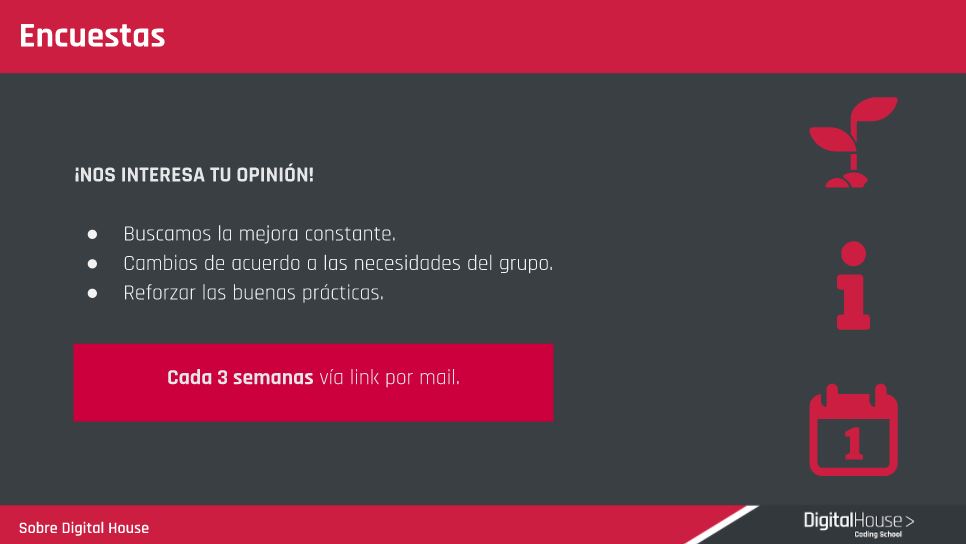 Encuestas
¡NOS INTERESA TU OPINIÓN!
● Buscamos la mejora constante.
● Cambios de acuerdo a las necesidades del grupo.
● Reforzar las buenas prácticas.
Cada 3 semanas vía link por mail.
1
Sobre Digital House
DigitalHouse>
Coding School